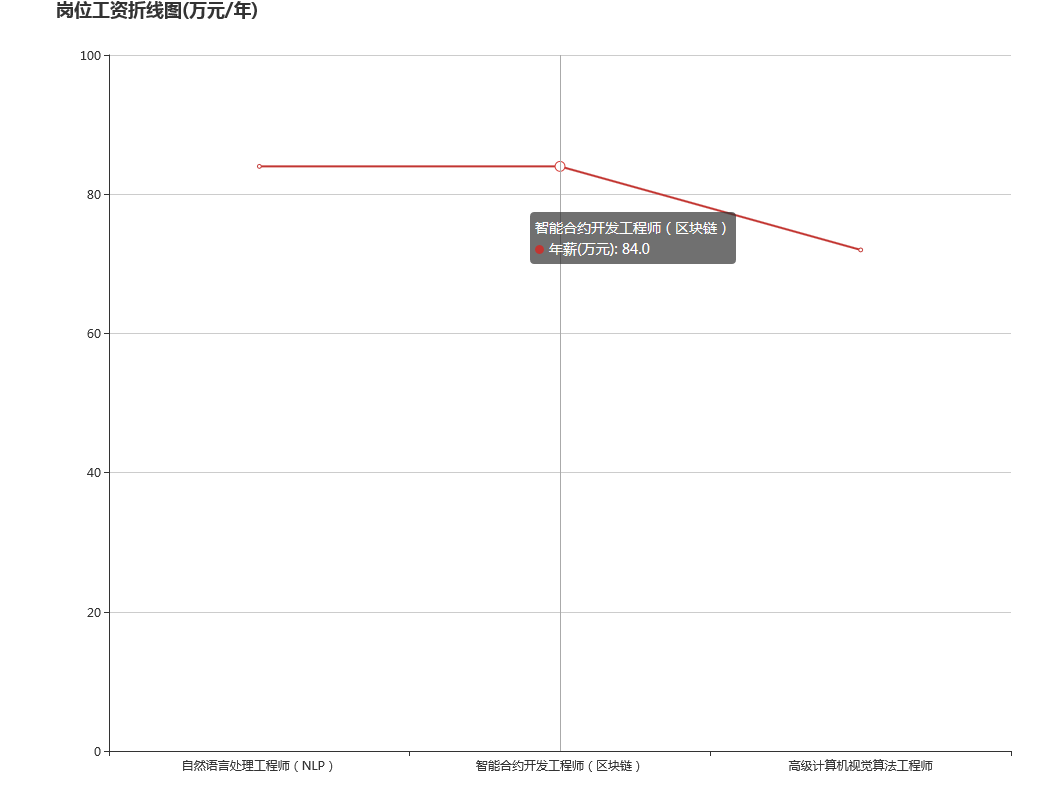 岗位工资折线图(万元/年)
100
80
智能合约开发工程师（区块链）
年薪(万元): 84.0
60
40
20
0
自然语言处理工程师（NLP）
智能合约开发工程师（区块链）
高级计算机视觉算法工程师